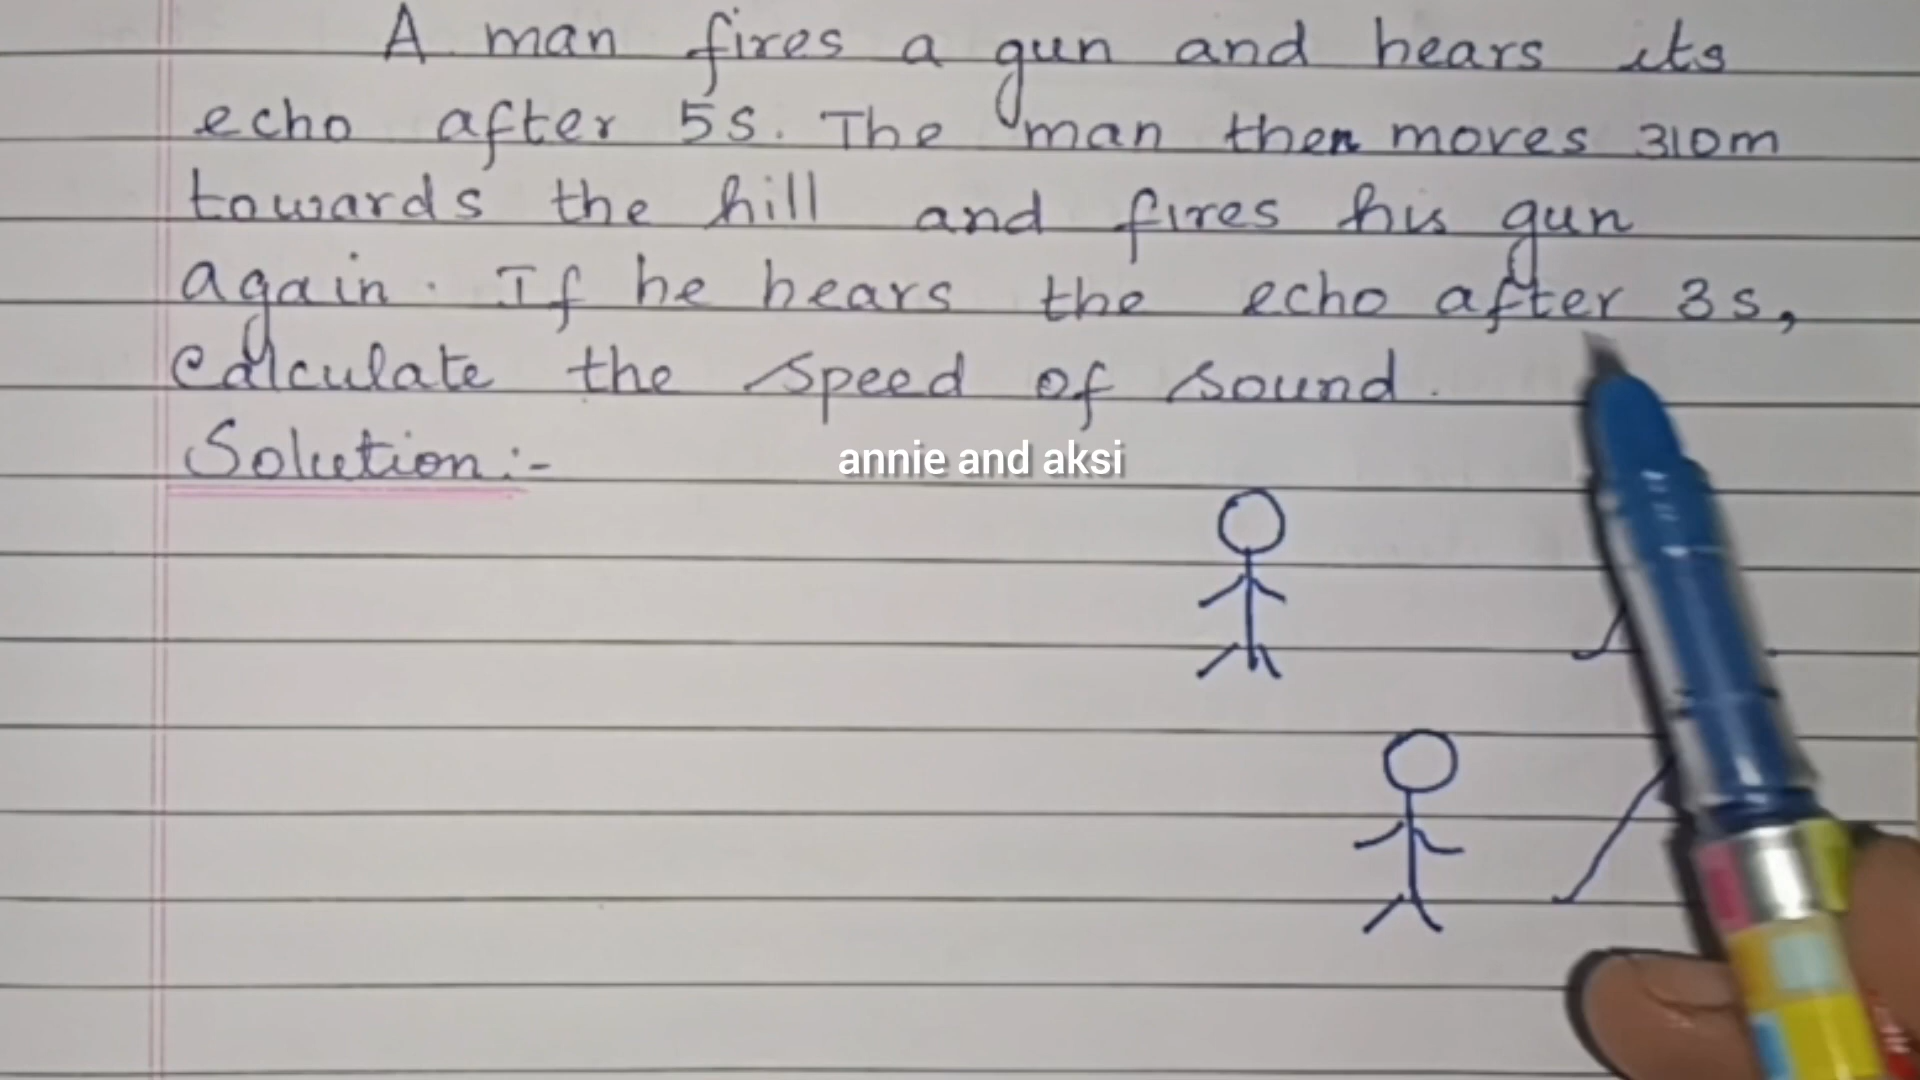 A man fires a gun and hears its
echo after 5s. The man then moves 310m
towards the hill and fires his gun
again. If he hears the echo after 3s,
Calculate the speed of sound.
Solution:-
annie and aksi